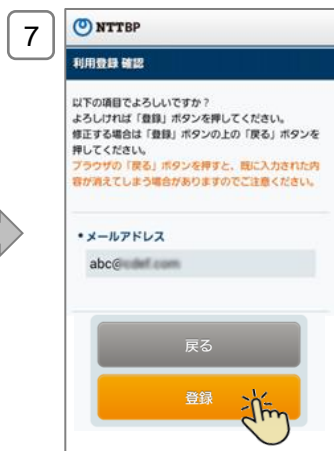 7
NTTBP
利用登録 確認
以下の項目でよろしいですか？
よろしければ「登録」ボタンを押してください。
修正する場合は「登録」ボタンの上の「戻る」ボタンを
押してください。
ブラウザの「戻る」ボタンを押すと、既に入力された内
容が消えてしまう場合がありますのでご注意ください。
•メールアドレス
abc@
戻る
登録